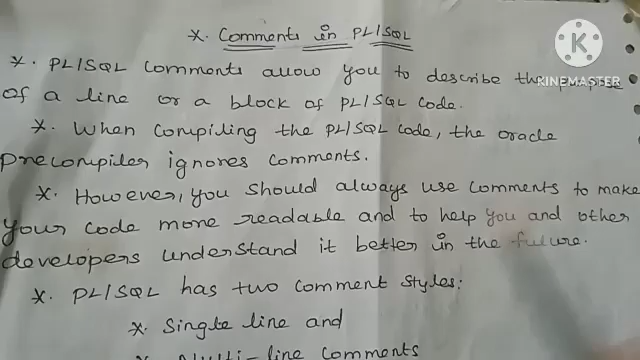 *. Comments in PL/SQL
*. PL/SQL comments allow you to describe the purpose
of a line or a block of PL/SQL code.
*. When compiling the PL/SQL code, the oracle
precompiler ignores comments.
*. However, you should always use comments to make
your code more readable and to help you and other
developers understand it better in the future.
*. PL/SQL has two comment styles:
*. Single line and
*. Multi-line comments
K
KINEMASTER